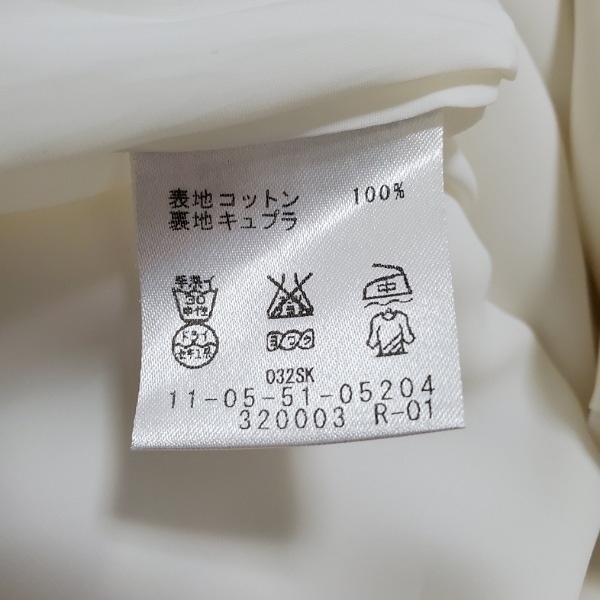 表地コットン 100%
裏地キュプラ
手洗イ
30
中性
中
ドライ
セキユ系
ヨワク
032SK
11-05-51-05204
320003 R-01